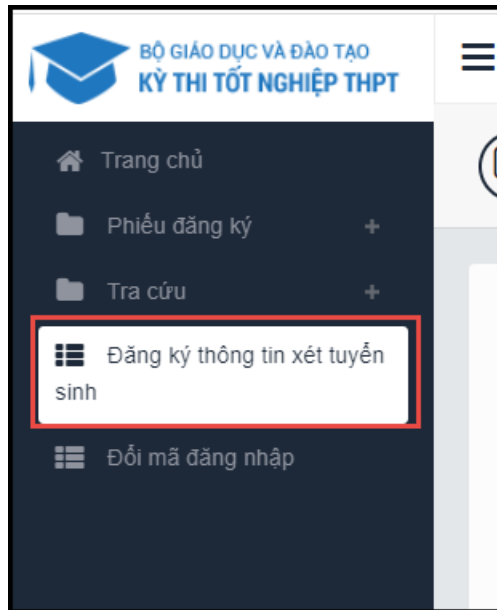 BỘ GIÁO DỤC VÀ ĐÀO TẠO
KỲ THI TỐT NGHIỆP THPT
Trang chủ
Phiếu đăng ký +
Tra cứu +
Đăng ký thông tin xét tuyển
sinh
Đổi mã đăng nhập